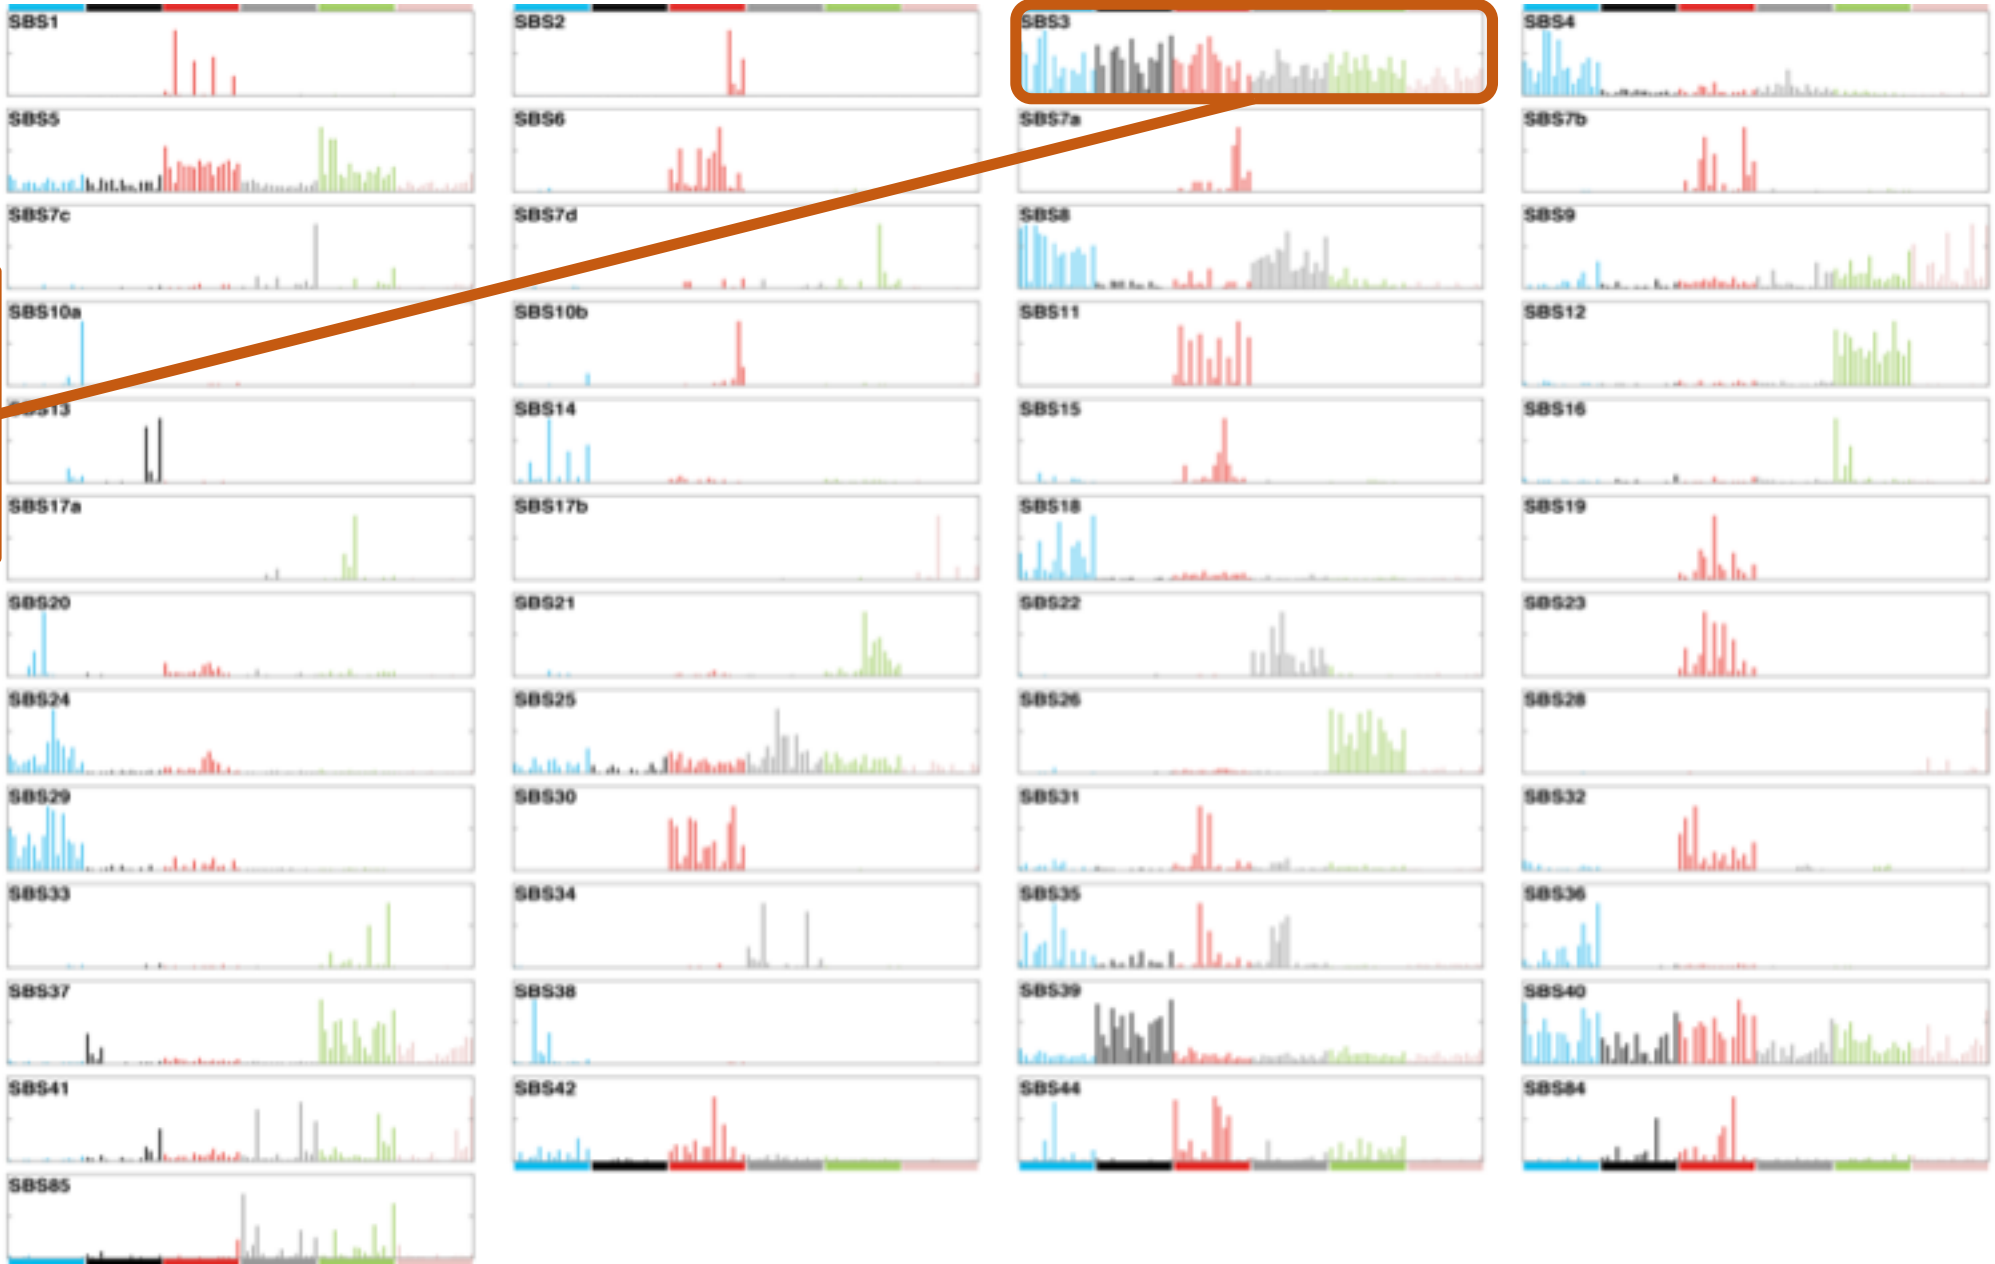 SBS1 SBS2 SBS3 SBS4
SBS5 SBS6 SBS7a SBS7b
SBS7c SBS7d SBS8 SBS9
SBS10a SBS10b SBS11 SBS12
SBS13 SBS14 SBS15 SBS16
SBS17a SBS17b SBS18 SBS19
SBS20 SBS21 SBS22 SBS23
SBS24 SBS25 SBS26 SBS28
SBS29 SBS30 SBS31 SBS32
SBS33 SBS34 SBS35 SBS36
SBS37 SBS38 SBS39 SBS40
SBS41 SBS42 SBS44 SBS84
SBS85